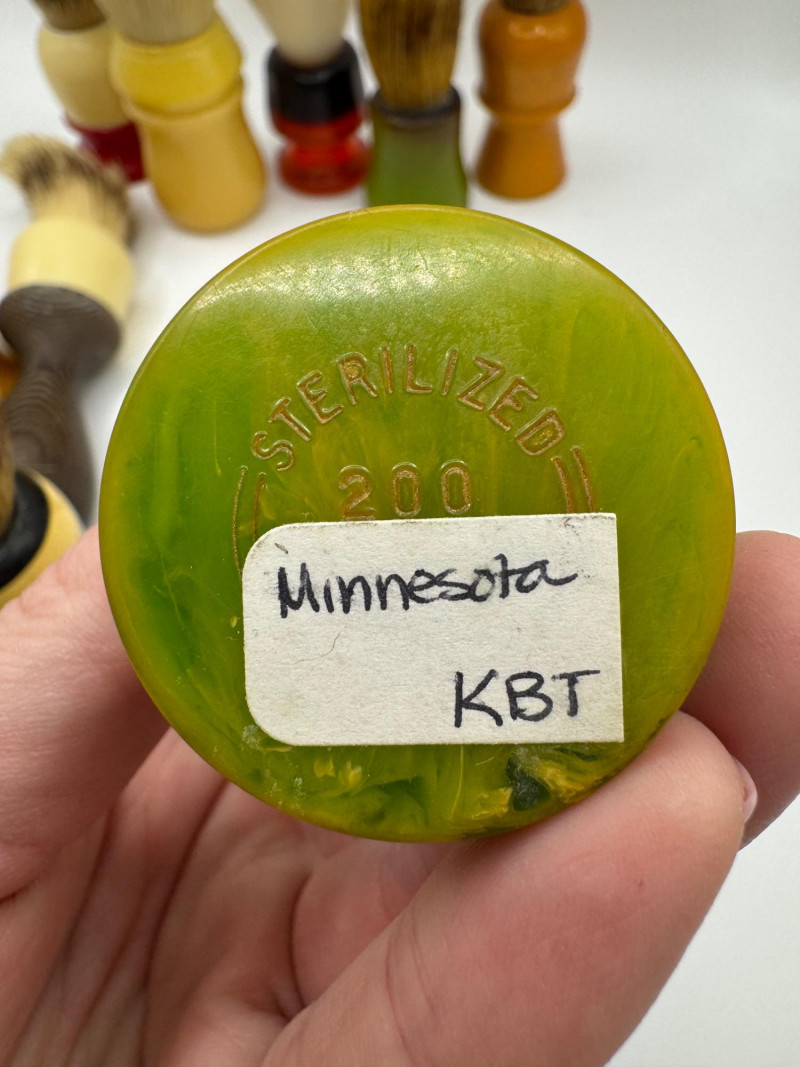 STERILIZED
200
Minnesota
KBT